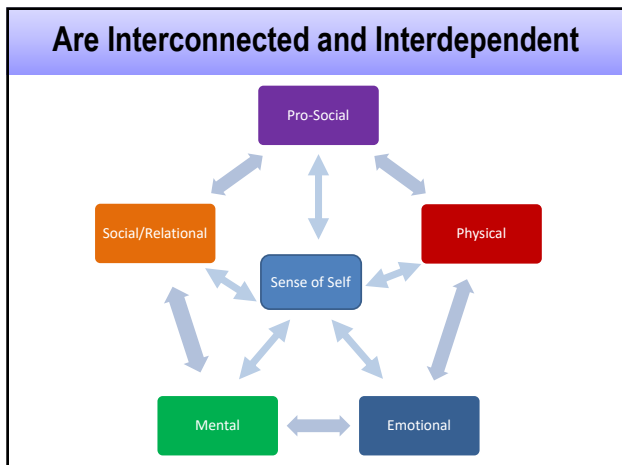 Are Interconnected and Interdependent
Pro-Social
Social/Relational
Physical
Sense of Self
Mental
Emotional